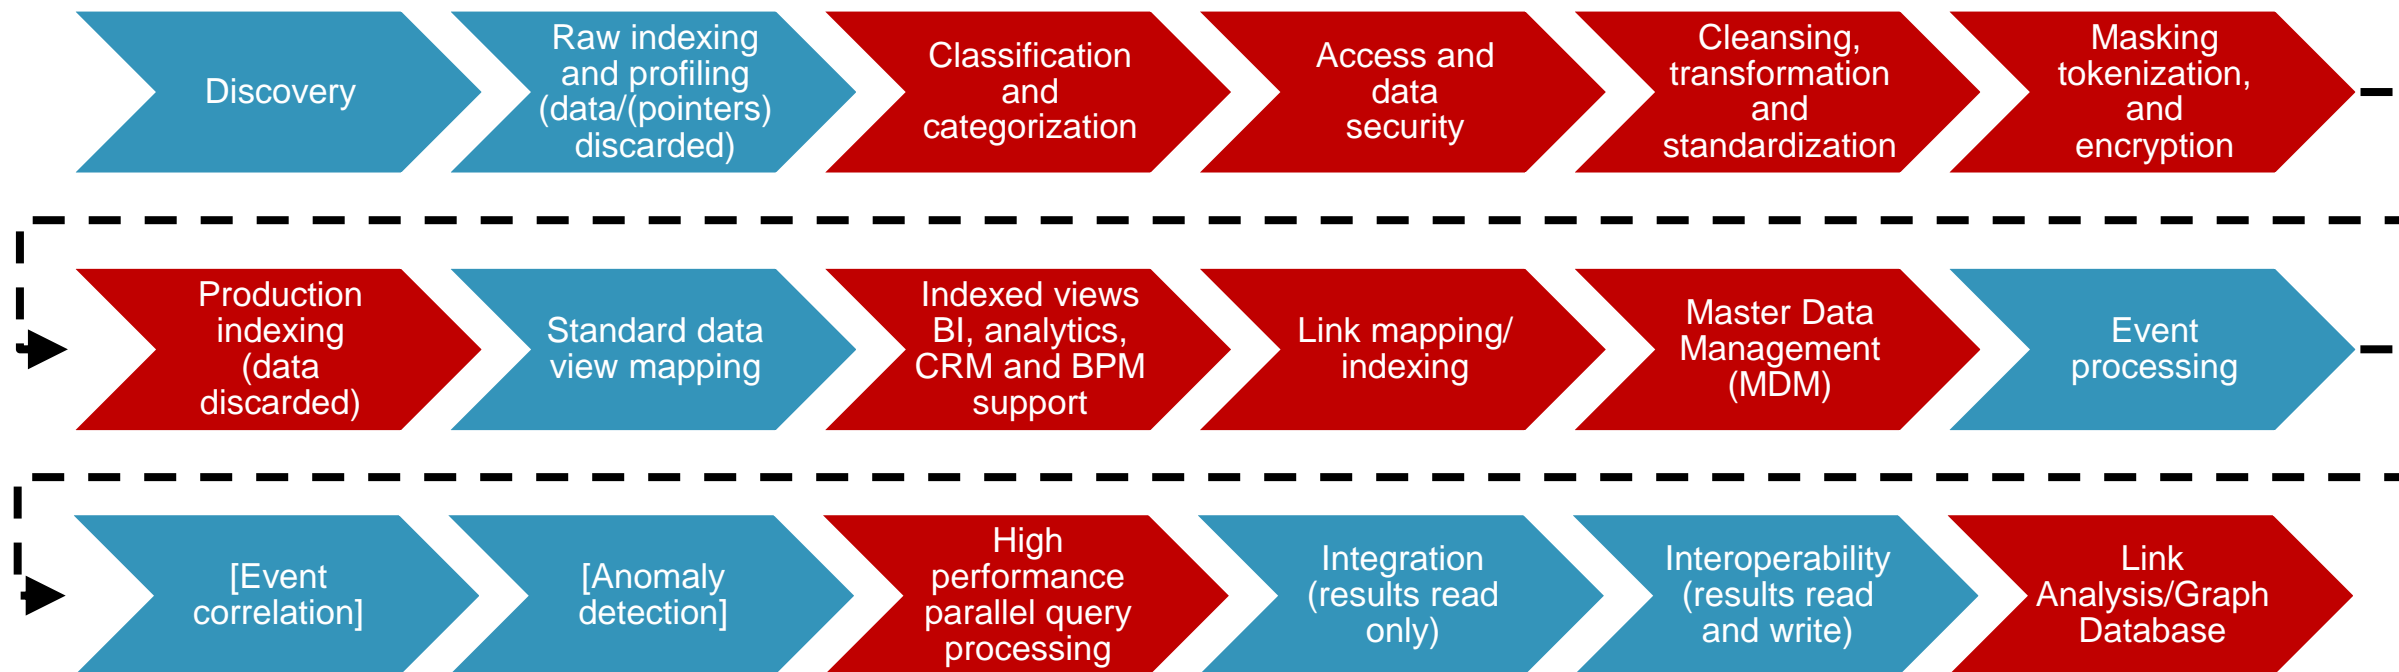 Discovery
Raw indexing
and profiling
(data/(pointers)
discarded)
Classification
and
categorization
Access and
data
security
Cleansing,
transformation
and
standardization
Masking
tokenization,
and
encryption
Production
indexing
(data
discarded)
Standard data
view mapping
Indexed views
BI, analytics,
CRM and BPM
support
Link mapping/
indexing
Master Data
Management
(MDM)
Event
processing
[Event
correlation]
[Anomaly
detection]
High
performance
parallel query
processing
Integration
(results read
only)
Interoperability
(results read
and write)
Link
Analysis/Graph
Database